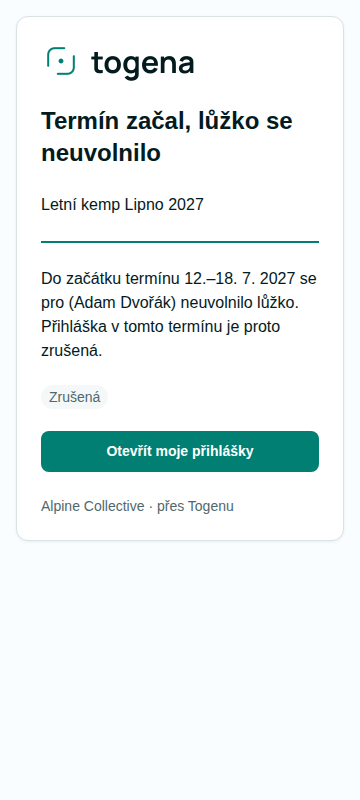 togena
Termín začal, lůžko se
neuvolnilo
Letní kemp Lipno 2027
Do začátku termínu 12.–18. 7. 2027 se
pro (Adam Dvořák) neuvolnilo lůžko.
Přihláška v tomto termínu je proto
zrušená.
Zrušená
Otevřít moje přihlášky
Alpine Collective · přes Togenu